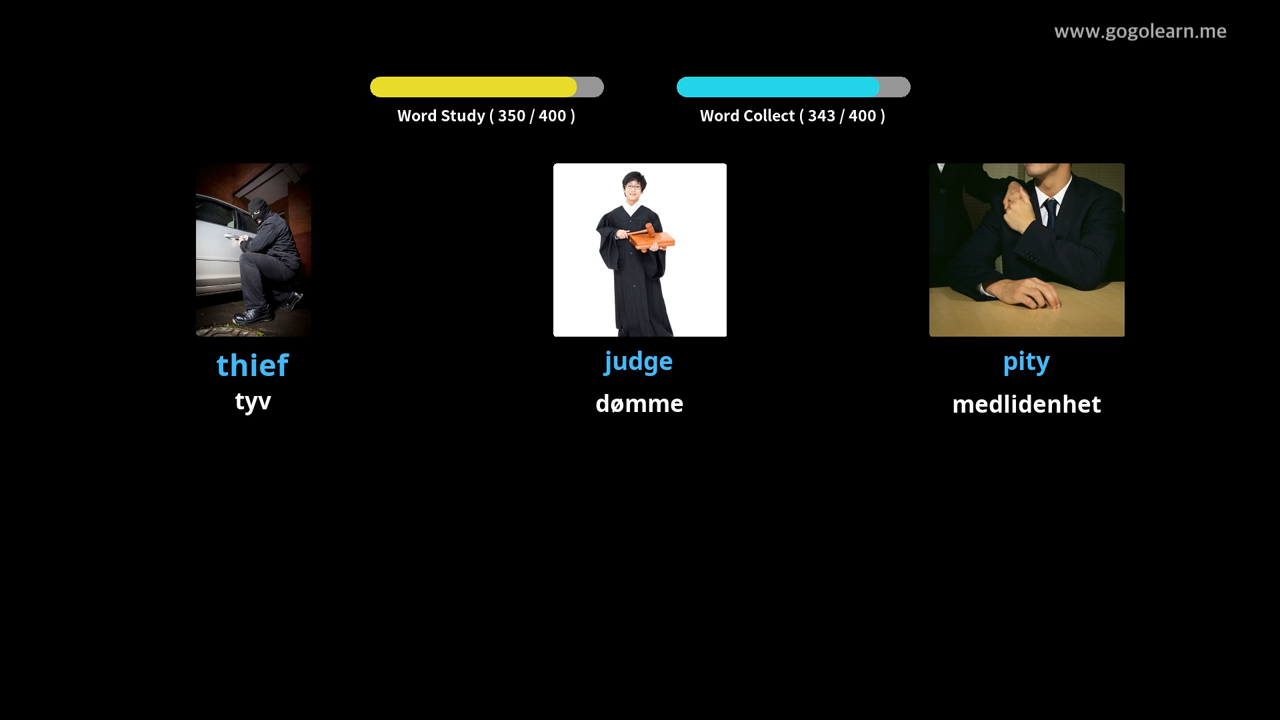 www.gogolearn.me
Word Study ( 350 / 400 )
Word Collect ( 343 / 400 )
thief
judge
pity
tyv
dømme
medlidenhet